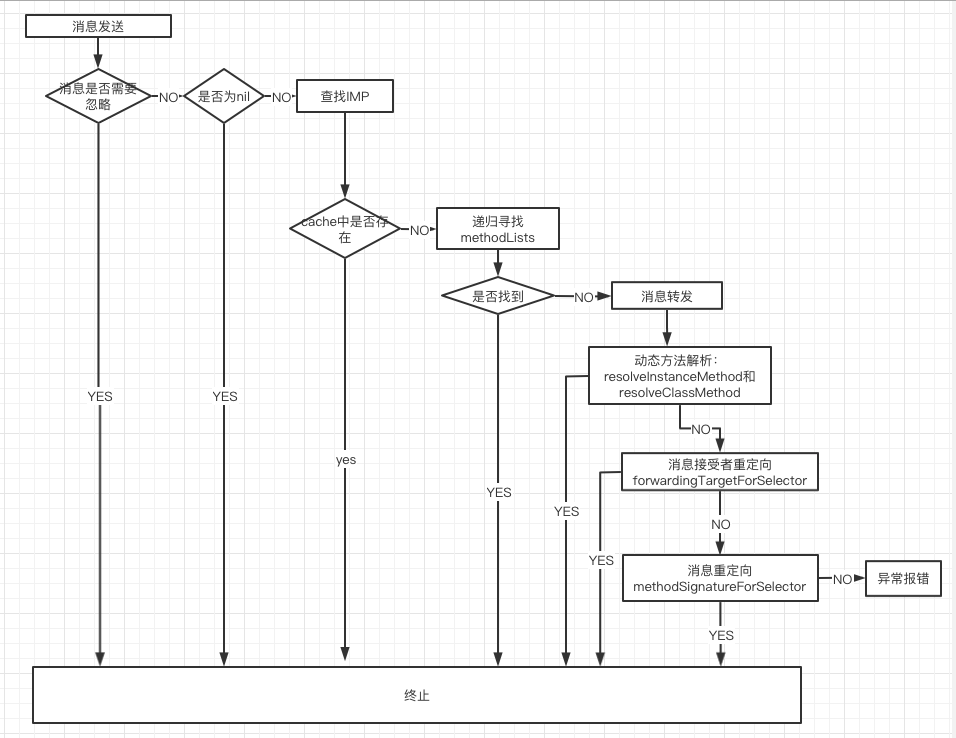 消息发送
消息是否需要
忽略
NO
是否为nil
NO
查找IMP
cache中是否存
在
NO
递归寻找
methodLists
是否找到
NO
消息转发
动态方法解析：
resolveInstanceMethod和
resolveClassMethod
YES
YES
NO
yes
消息接受者重定向
forwardingTargetForSelector
YES
YES
NO
YES
消息重定向
methodSignatureForSelector
NO
异常报错
YES
终止